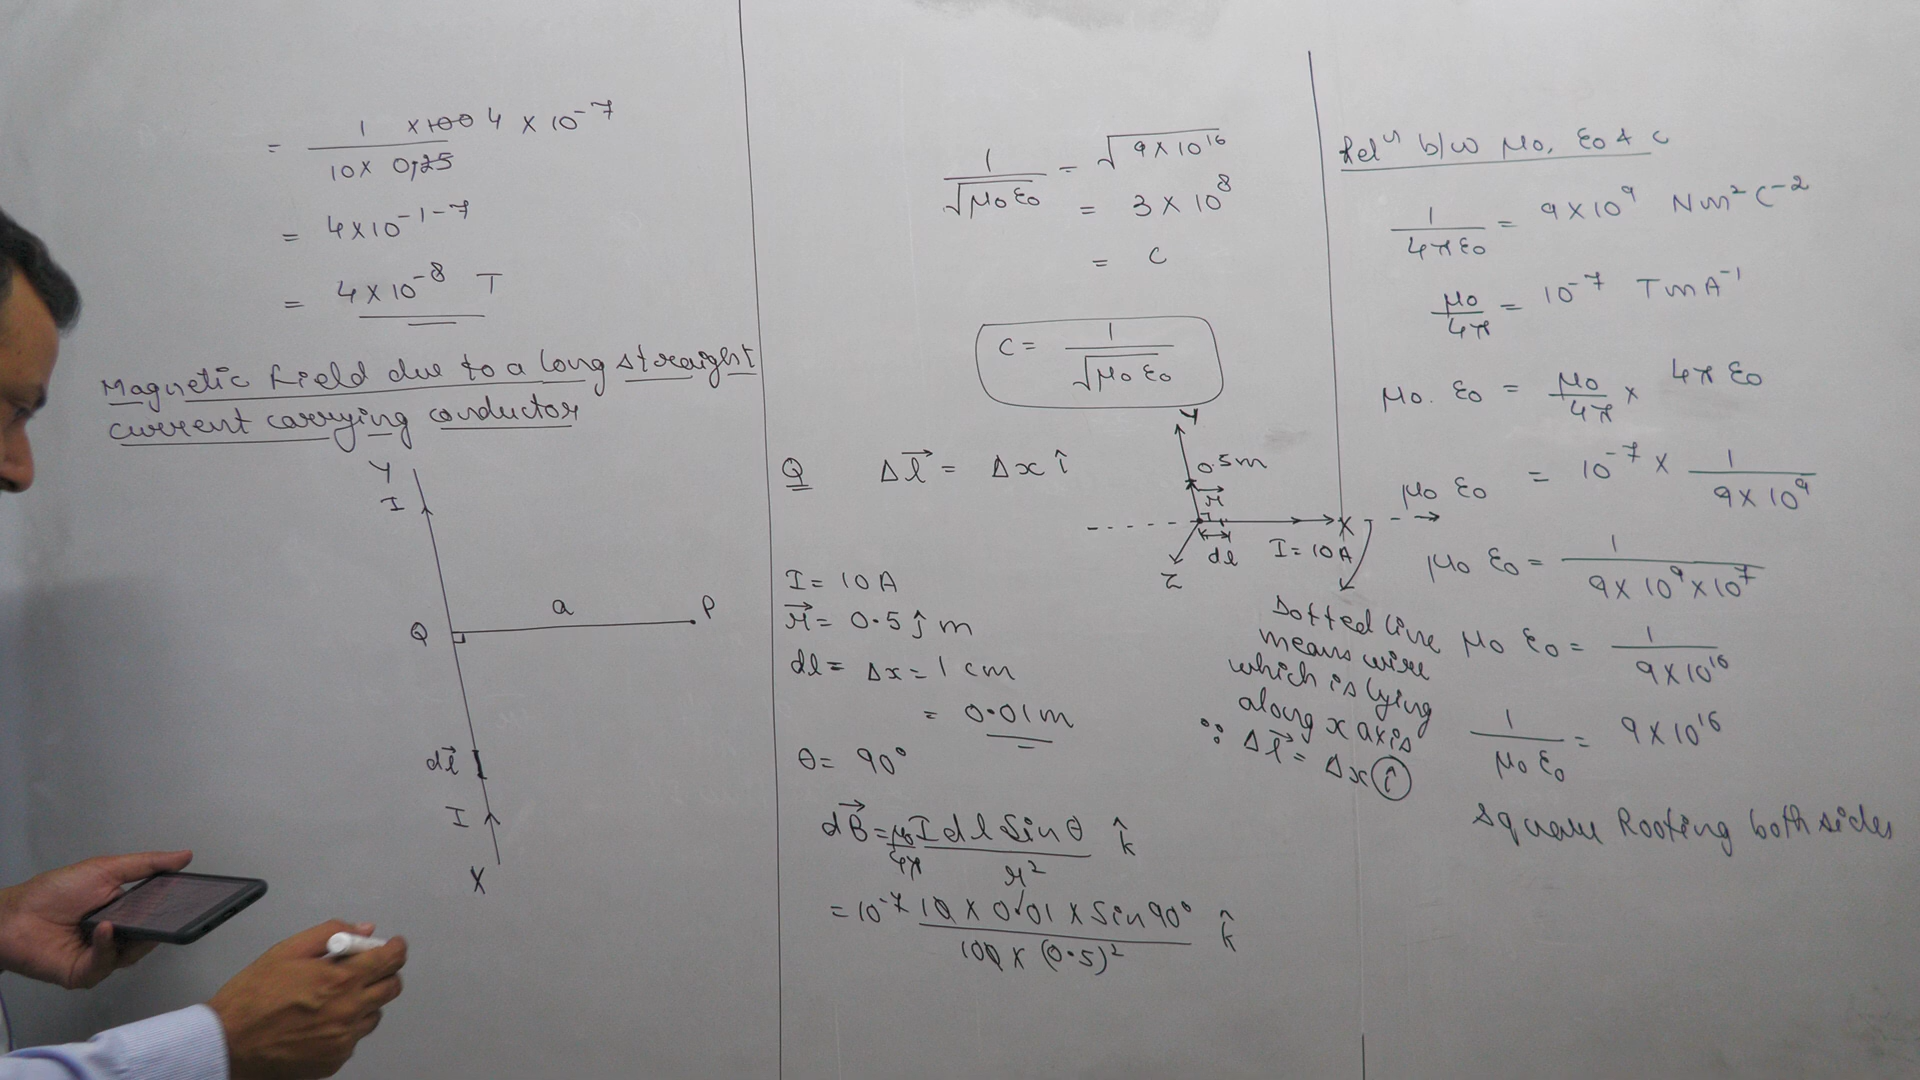 = 1 ×100 4 × 10⁻⁷ / 10 × 0.25
= 4×10⁻¹⁻⁷
= 4×10⁻⁸ T
Magnetic field due to a long straight
current carrying conductor
Y
I
Q a P
dl⃗
I
X
1/√μ₀ε₀ = √9×10¹⁶
= 3×10⁸
= c
c = 1/√μ₀ε₀
Q Δl⃗ = Δx î
Y
0.5m
r
X
dl
I = 10A
Z
I = 10A
r⃗ = 0.5 ĵ m
dl = Δx = 1 cm
= 0.01m
θ = 90°
dB⃗ = μ₀/4π I dl Sin θ / r² k̂
= 10⁻⁷ 10 × 0.01 × Sin 90° / 100 × (0.5)² k̂
Dotted line
means wire
which is lying
along x axis
∵ Δl⃗ = Δx î
Relⁿ b/w μ₀, ε₀ & c
1/4πε₀ = 9×10⁹ Nm²C⁻²
μ₀/4π = 10⁻⁷ TmA⁻¹
μ₀. ε₀ = μ₀/4π × 4πε₀
μ₀ ε₀ = 10⁻⁷ × 1/9×10⁹
μ₀ ε₀ = 1/9×10⁹×10⁷
μ₀ ε₀ = 1/9×10¹⁶
1/μ₀ε₀ = 9×10¹⁶
Square Rooting both sides